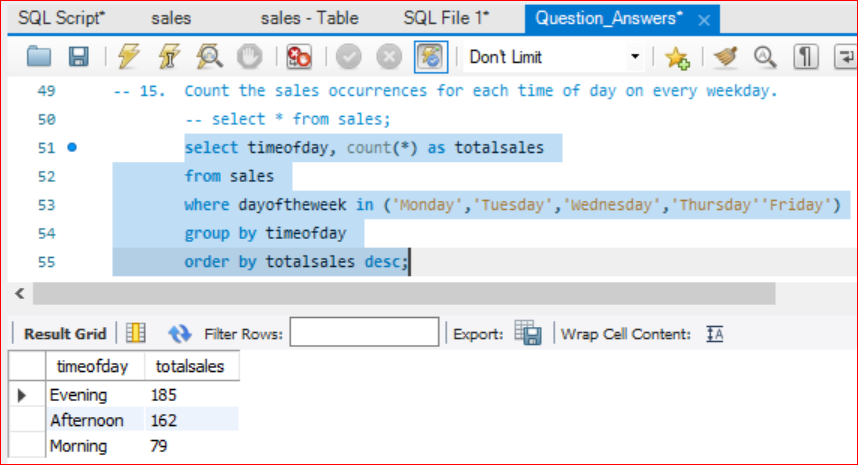 SQL Script* sales sales - Table SQL File 1* Question_Answers* ×
Don't Limit
49 -- 15. Count the sales occurrences for each time of day on every weekday.
50 -- select * from sales;
51 select timeofday, count(*) as totalsales
52 from sales
53 where dayoftheweek in ('Monday','Tuesday','Wednesday','Thursday''Friday')
54 group by timeofday
55 order by totalsales desc;
Result Grid Filter Rows: Export: Wrap Cell Content:
timeofday totalsales
Evening 185
Afternoon 162
Morning 79